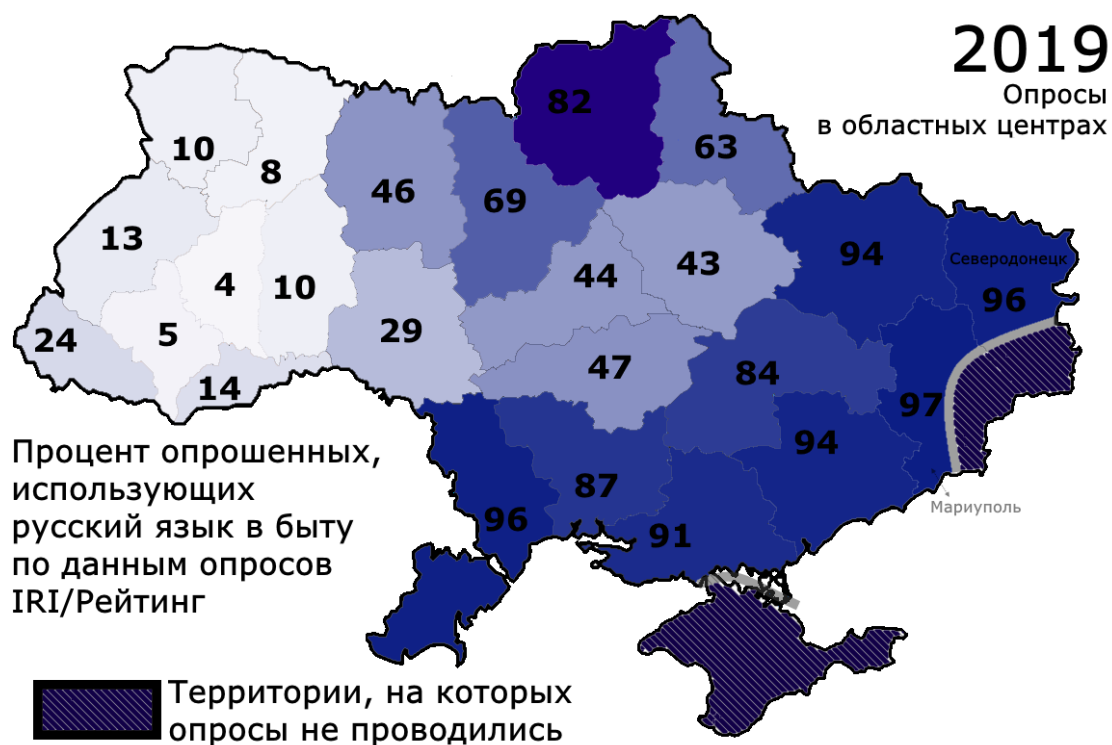 2019
Опросы
в областных центрах
82
10
63
8
46
69
13
94
Северодонецк
43
44
4
10
96
29
24
5
47
84
14
97
94
Процент опрошенных,
использующих
русский язык в быту
по данным опросов
IRI/Рейтинг
87
96
91
Мариуполь
Территории, на которых
опросы не проводились